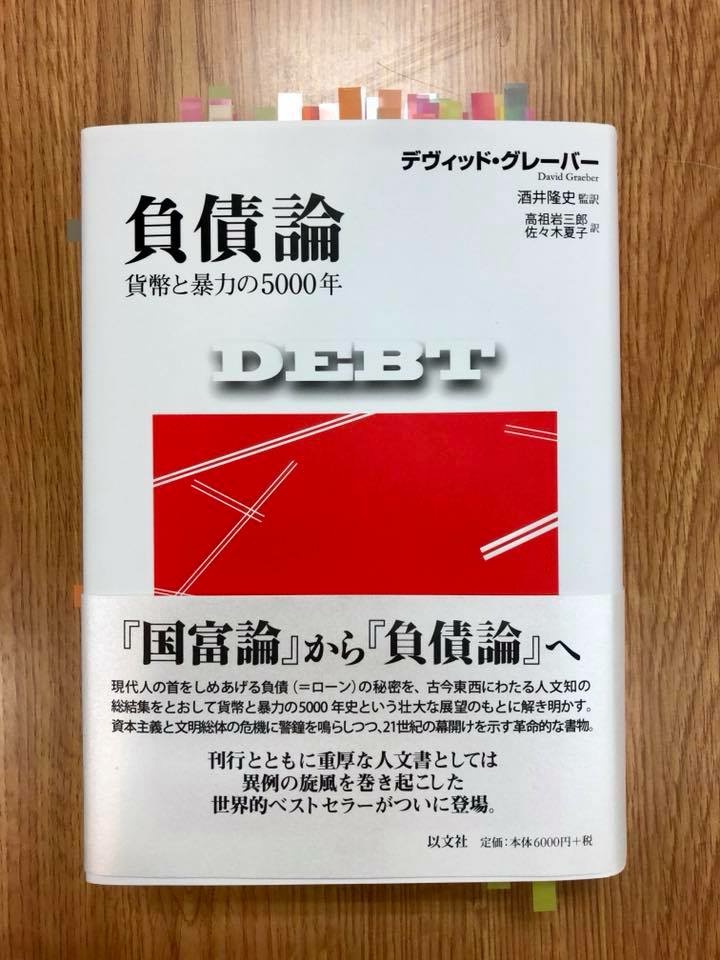 デヴィッド・グレーバー
David Graeber
酒井隆史 監訳
高祖岩三郎
佐々木夏子 訳
負債論
貨幣と暴力の5000年
DEBT
『国富論』から『負債論』へ
現代人の首をしめあげる負債(=ローン)の秘密を、古今東西にわたる人文知の
総結集をとおして貨幣と暴力の5000年史という壮大な展望のもとに解き明かす。
資本主義と文明総体の危機に警鐘を鳴らしつつ、21世紀の幕開けを示す革命的な書物。
刊行とともに重厚な人文書としては
異例の旋風を巻き起こした
世界的ベストセラーがついに登場。
以文社 定価:本体6000円+税